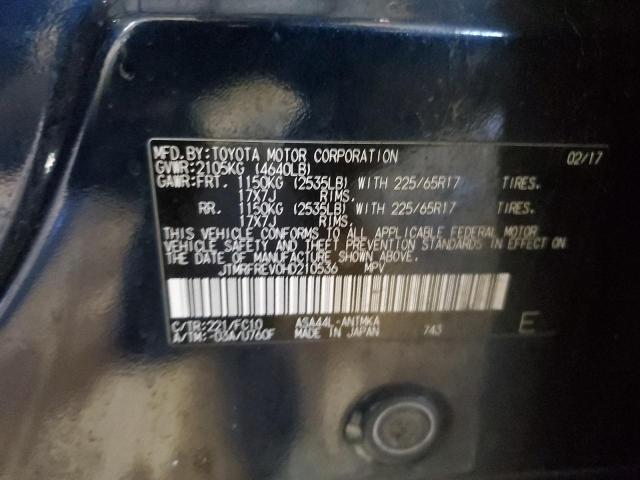 MFD.BY:TOYOTA MOTOR CORPORATION 02/17
GVWR:2105KG (4640LB)
GAWR:FRT. 1150KG (2535LB) WITH 225/65R17 TIRES.
17X7J RIMS,
RR. 1150KG (2535LB) WITH 225/65R17 TIRES.
17X7J RIMS,
THIS VEHICLE CONFORMS TO ALL APPLICABLE FEDERAL MOTOR
VEHICLE SAFETY AND THEFT PREVENTION STANDARDS IN EFFECT ON
THE DATE OF MANUFACTURE SHOWN ABOVE.
JTMRFREV0HD210536 MPV
C/TR:221/FC10 ASA44L-ANTMKA
A/TM:-03A/U760F MADE IN JAPAN 743 E